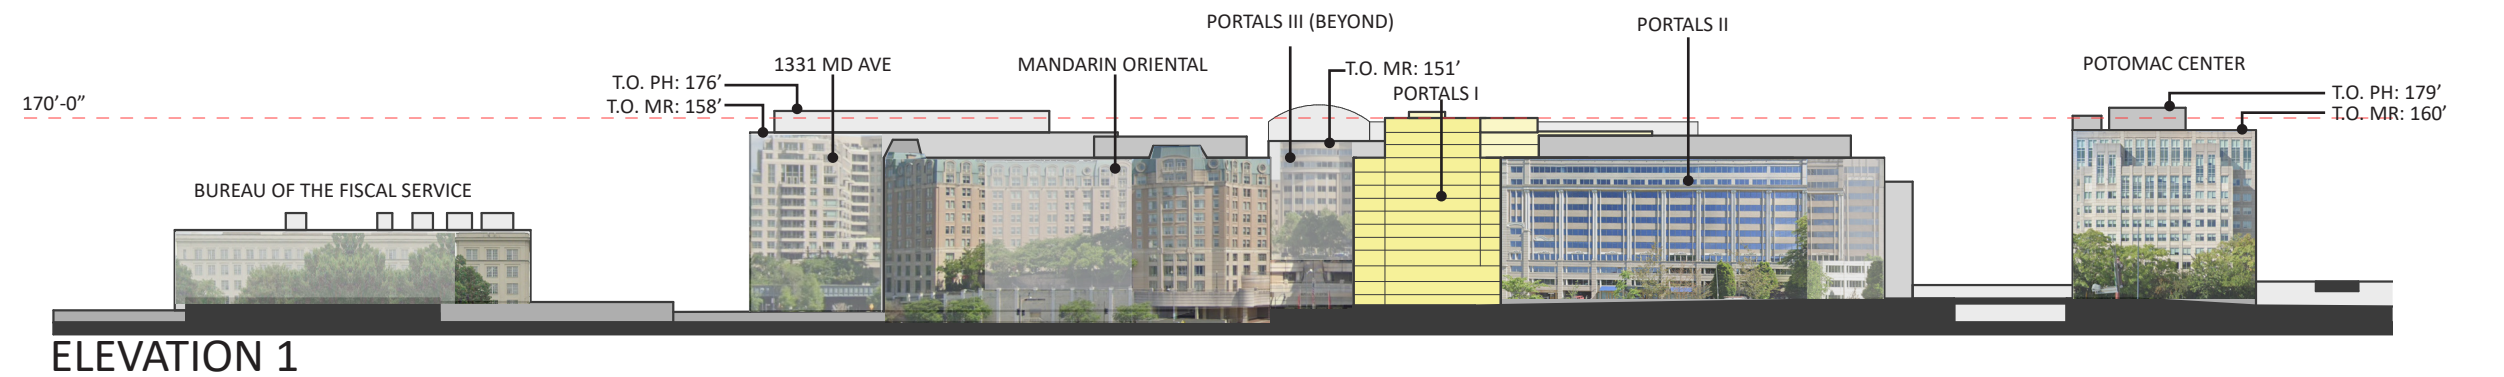 PORTALS III (BEYOND)
PORTALS II
1331 MD AVE
MANDARIN ORIENTAL
T.O. MR: 151’
POTOMAC CENTER
T.O. PH: 176’
T.O. PH: 179’
170’-0”
T.O. MR: 158’
PORTALS I
T.O. MR: 160’
BUREAU OF THE FISCAL SERVICE
ELEVATION 1